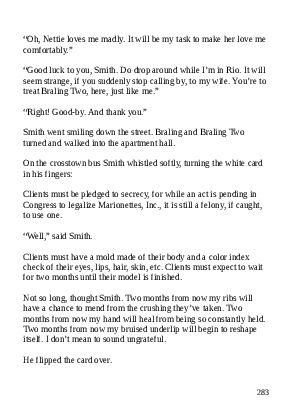 “Oh, Nettie loves me madly. It will be my task to make her love me
comfortably.”
“Good luck to you, Smith. Do drop around while I’m in Rio. It will
seem strange, if you suddenly stop calling by, to my wife. You’re to
treat Braling Two, here, just like me.”
“Right! Good-by. And thank you.”
Smith went smiling down the street. Braling and Braling Two
turned and walked into the apartment hall.
On the crosstown bus Smith whistled softly, turning the white card
in his fingers:
Clients must be pledged to secrecy, for while an act is pending in
Congress to legalize Marionettes, Inc., it is still a felony, if caught,
to use one.
“Well,” said Smith.
Clients must have a mold made of their body and a color index
check of their eyes, lips, hair, skin, etc. Clients must expect to wait
for two months until their model is finished.
Not so long, thought Smith. Two months from now my ribs will
have a chance to mend from the crushing they’ve taken. Two
months from now my hand will heal from being so constantly held.
Two months from now my bruised underlip will begin to reshape
itself. I don’t mean to sound ungrateful.
He flipped the card over.
283